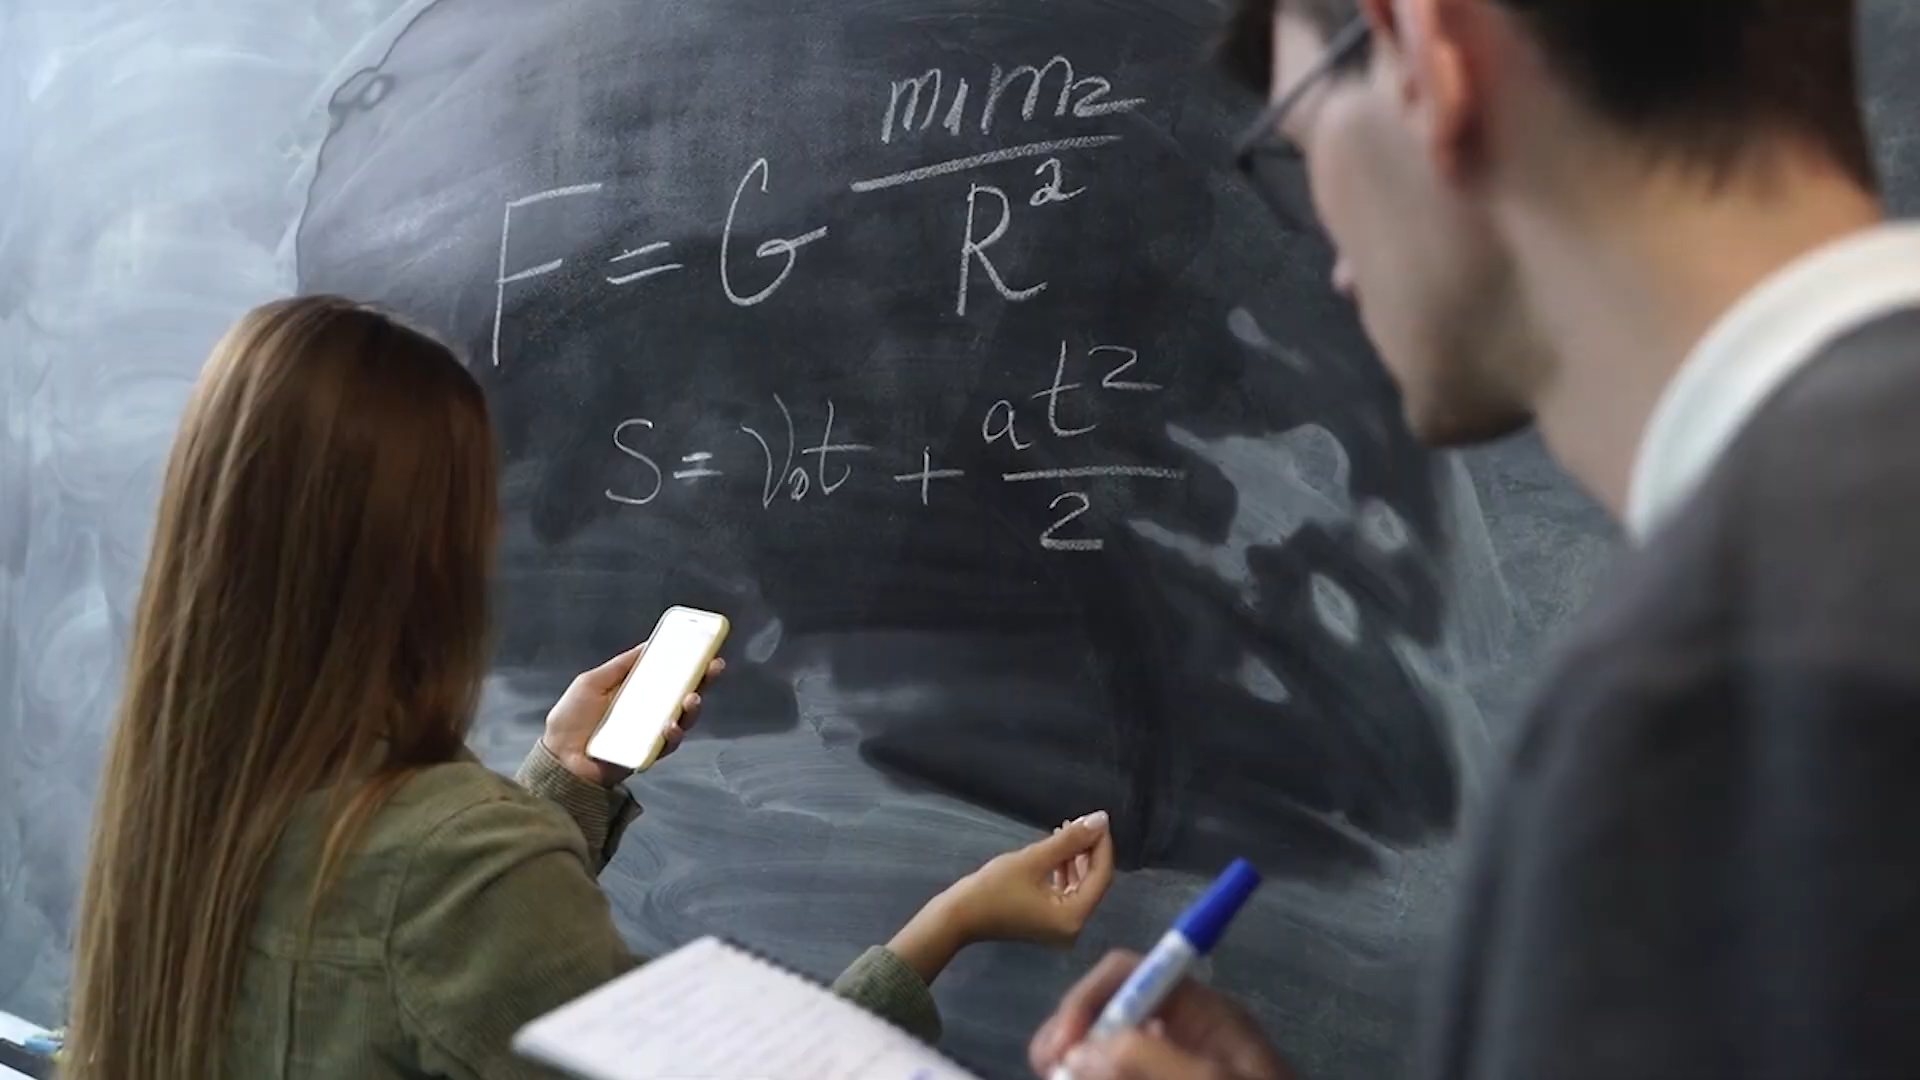 F = G m₁m₂/R²
S = V₀t + at²/2